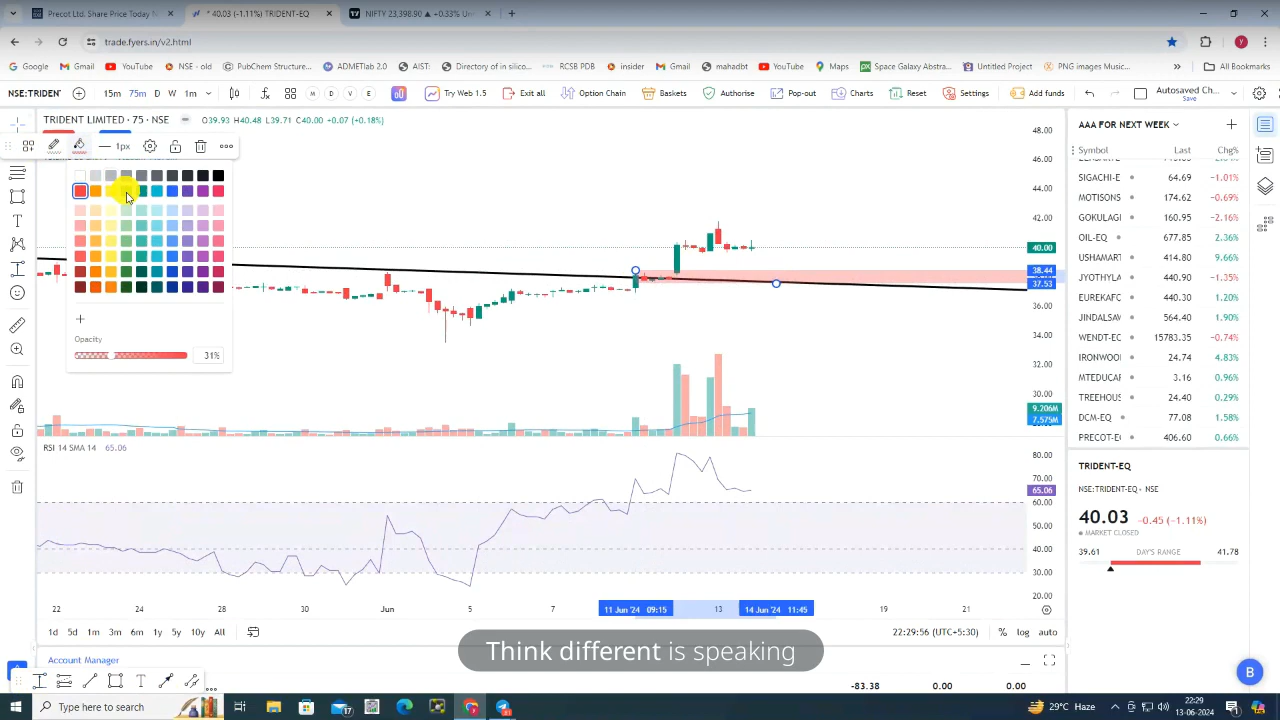 Precot Ltd. Share Price Today
40.03 (-1.11%) TRIDENT-EQ
NIFTY 23,398.90 ▲ +0.33% Un
trade.fyers.in/v2.html
Google
Gmail
YouTube
NSE - old
PubChem Structure...
ADMETlab 2.0
AISTI
Directory of in silico...
RCSB PDB
insider
Gmail
mahadbt
YouTube
Maps
Space Galaxy Abstra...
Untitled Project
PNG images Music...
All Bookmarks
NSE:TRIDEN
15m 75m D W 1m
M D V E
Try Web 1.5
Exit all
Option Chain
Baskets
Authorise
Pop-out
Charts
Reset
Settings
Add funds
Autosaved Ch...
Save
TRIDENT LIMITED · 75 · NSE
O39.93 H40.48 L39.71 C40.00 +0.07 (+0.18%)
1px
Opacity
31%
48.00
46.00
44.00
42.00
40.00
38.44
37.53
36.00
34.00
32.00
30.00
9.206M
7.575M
RSI 14 SMA 14 65.06
80.00
70.00
65.06
60.00
50.00
40.00
30.00
20.00
22 24 28 30 Jun 5 7 11 Jun '24 09:15 13 14 Jun '24 11:45 19 21
1d 5d 1m 3m 6m 1y 5y 10y All
22:29:56 (UTC+5:30)
% log auto
AAA FOR NEXT WEEK
Symbol Last Chg%
SIGACHI-E 64.69 -1.01%
MOTISONS 174.62 -0.69%
GOKULAGI 160.95 -2.16%
OIL-EQ 677.85 2.36%
USHAMART 414.80 9.66%
JYOTHYLA 440.90 -1.35%
EUREKAFO 440.30 1.20%
JINDALSAV 564.40 1.90%
WENDT-EC 15783.35 -0.74%
IRONWOOD 24.74 4.83%
MTEDUCAR 3.16 0.96%
TREEHOUS 24.40 0.29%
DCM-EQ 77.08 1.58%
PRECOT-EQ 406.60 0.66%
TRIDENT-EQ
NSE:TRIDENT-EQ · NSE
40.03 −0.45 (−1.11%)
MARKET CLOSED
39.61 DAY'S RANGE 41.78
Think different is speaking
Account Manager
-83.38 0.00 0.00
B
Type here to search
17
29°C Haze
22:29
13-06-2024